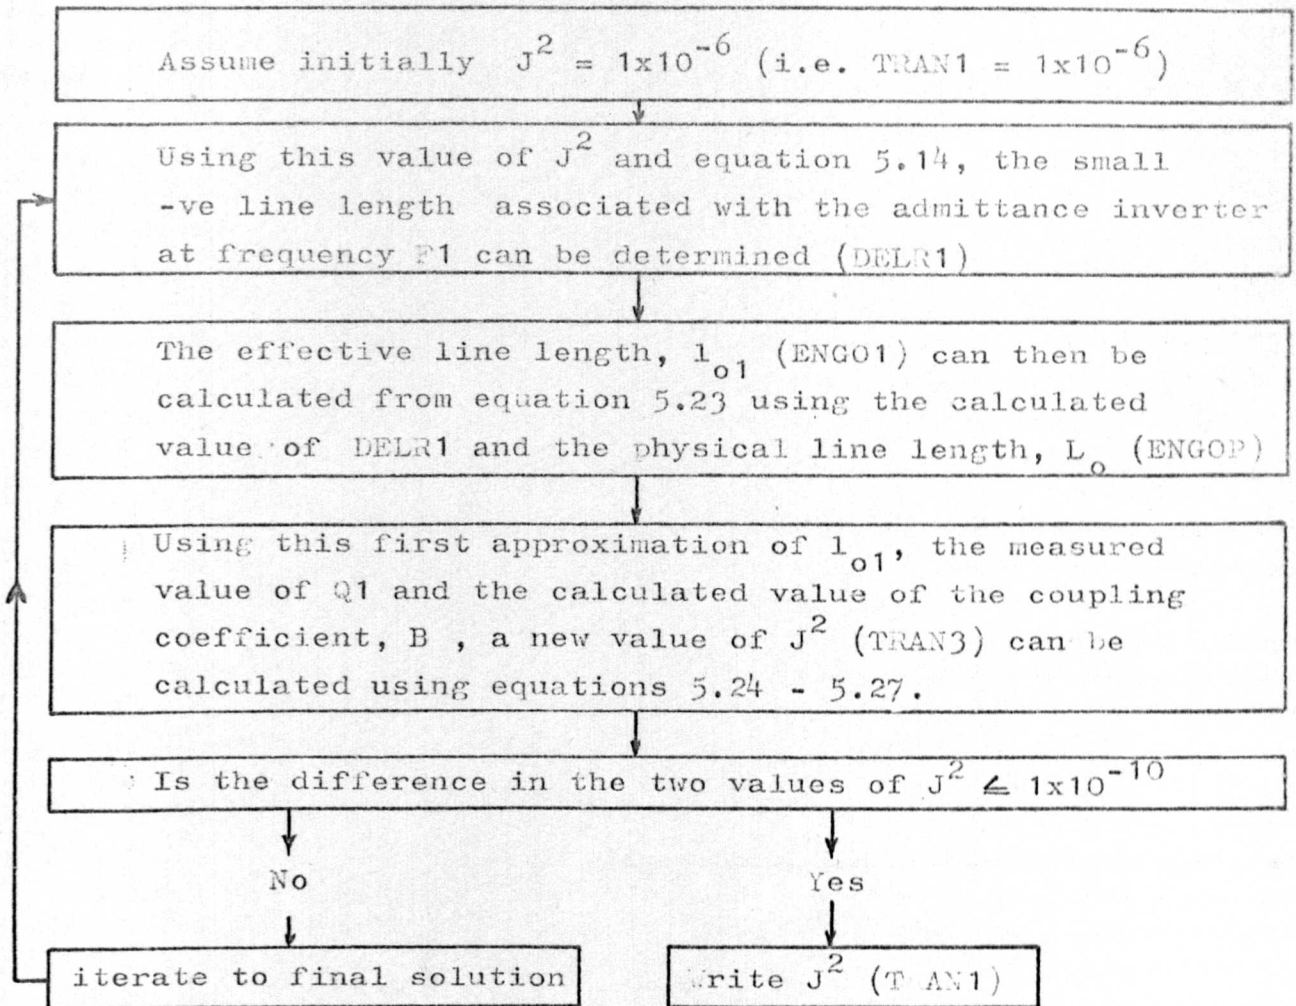 Assume initially J² = 1x10⁻⁶ (i.e. TRAN1 = 1x10⁻⁶)
Using this value of J² and equation 5.14, the small
-ve line length associated with the admittance inverter
at frequency F1 can be determined (DELR1)
The effective line length, l₀₁ (ENGO1) can then be
calculated from equation 5.23 using the calculated
value of DELR1 and the physical line length, L₀ (ENGOP)
Using this first approximation of l₀₁, the measured
value of Q1 and the calculated value of the coupling
coefficient, B , a new value of J² (TRAN3) can be
calculated using equations 5.24 - 5.27.
Is the difference in the two values of J² ≤ 1x10⁻¹⁰
No
Yes
iterate to final solution
Write J² (TRAN1)